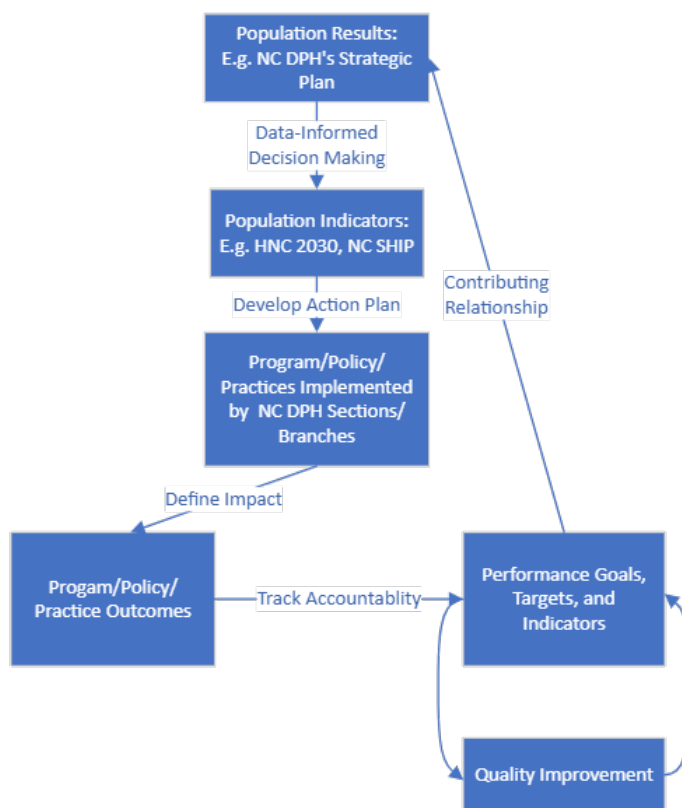 Population Results:
E.g. NC DPH's Strategic
Plan
Data-Informed
Decision Making
Population Indicators:
E.g. HNC 2030, NC SHIP
Contributing
Relationship
Develop Action Plan
Program/Policy/
Practices Implemented
by NC DPH Sections/
Branches
Define Impact
Progam/Policy/
Practice Outcomes
Track Accountablity
Performance Goals,
Targets, and
Indicators
Quality Improvement